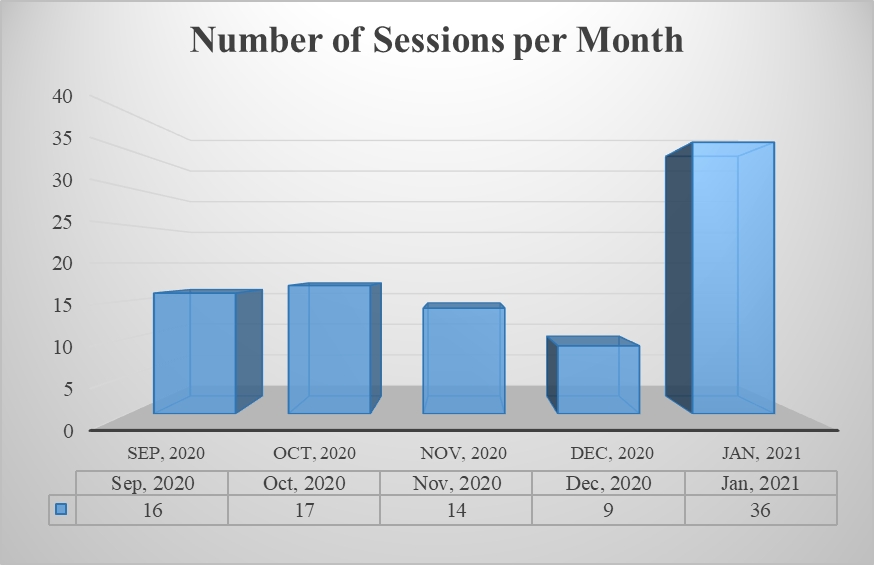 Number of Sessions per Month
40
35
30
25
20
15
10
5
0
SEP, 2020 OCT, 2020 NOV, 2020 DEC, 2020 JAN, 2021
Sep, 2020 Oct, 2020 Nov, 2020 Dec, 2020 Jan, 2021
16 17 14 9 36